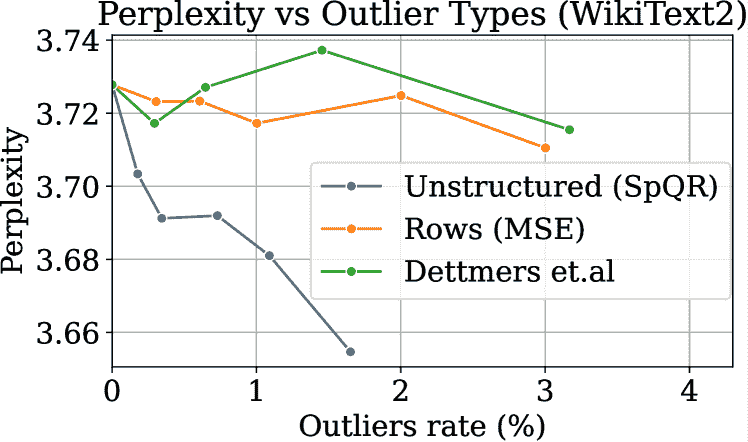 Perplexity vs Outlier Types (WikiText2)
3.74
3.72
3.70
3.68
3.66
Perplexity
Unstructured (SpQR)
Rows (MSE)
Dettmers et.al
0 1 2 3 4
Outliers rate (%)